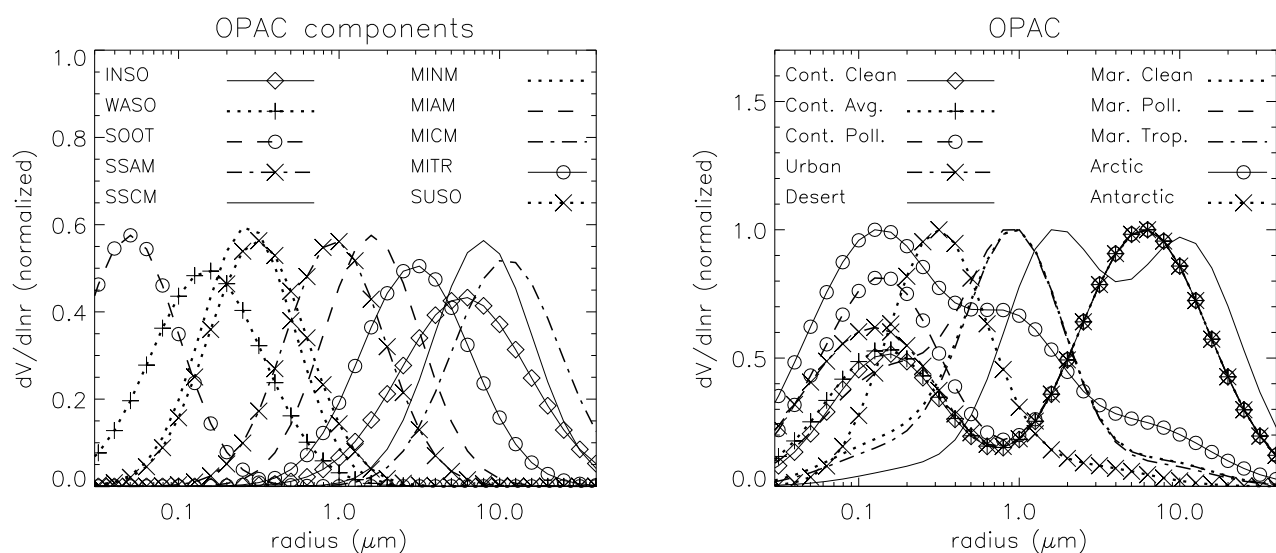 OPAC components
1.0
0.8
0.6
0.4
0.2
0.0
dV/dlnr (normalized)
INSO
WASO
SOOT
SSAM
SSCM
MINM
MIAM
MICM
MITR
SUSO
0.1
1.0
10.0
radius (μm)
OPAC
1.5
1.0
0.5
0.0
dV/dlnr (normalized)
Cont. Clean
Cont. Avg.
Cont. Poll.
Urban
Desert
Mar. Clean
Mar. Poll.
Mar. Trop.
Arctic
Antarctic
0.1
1.0
10.0
radius (μm)